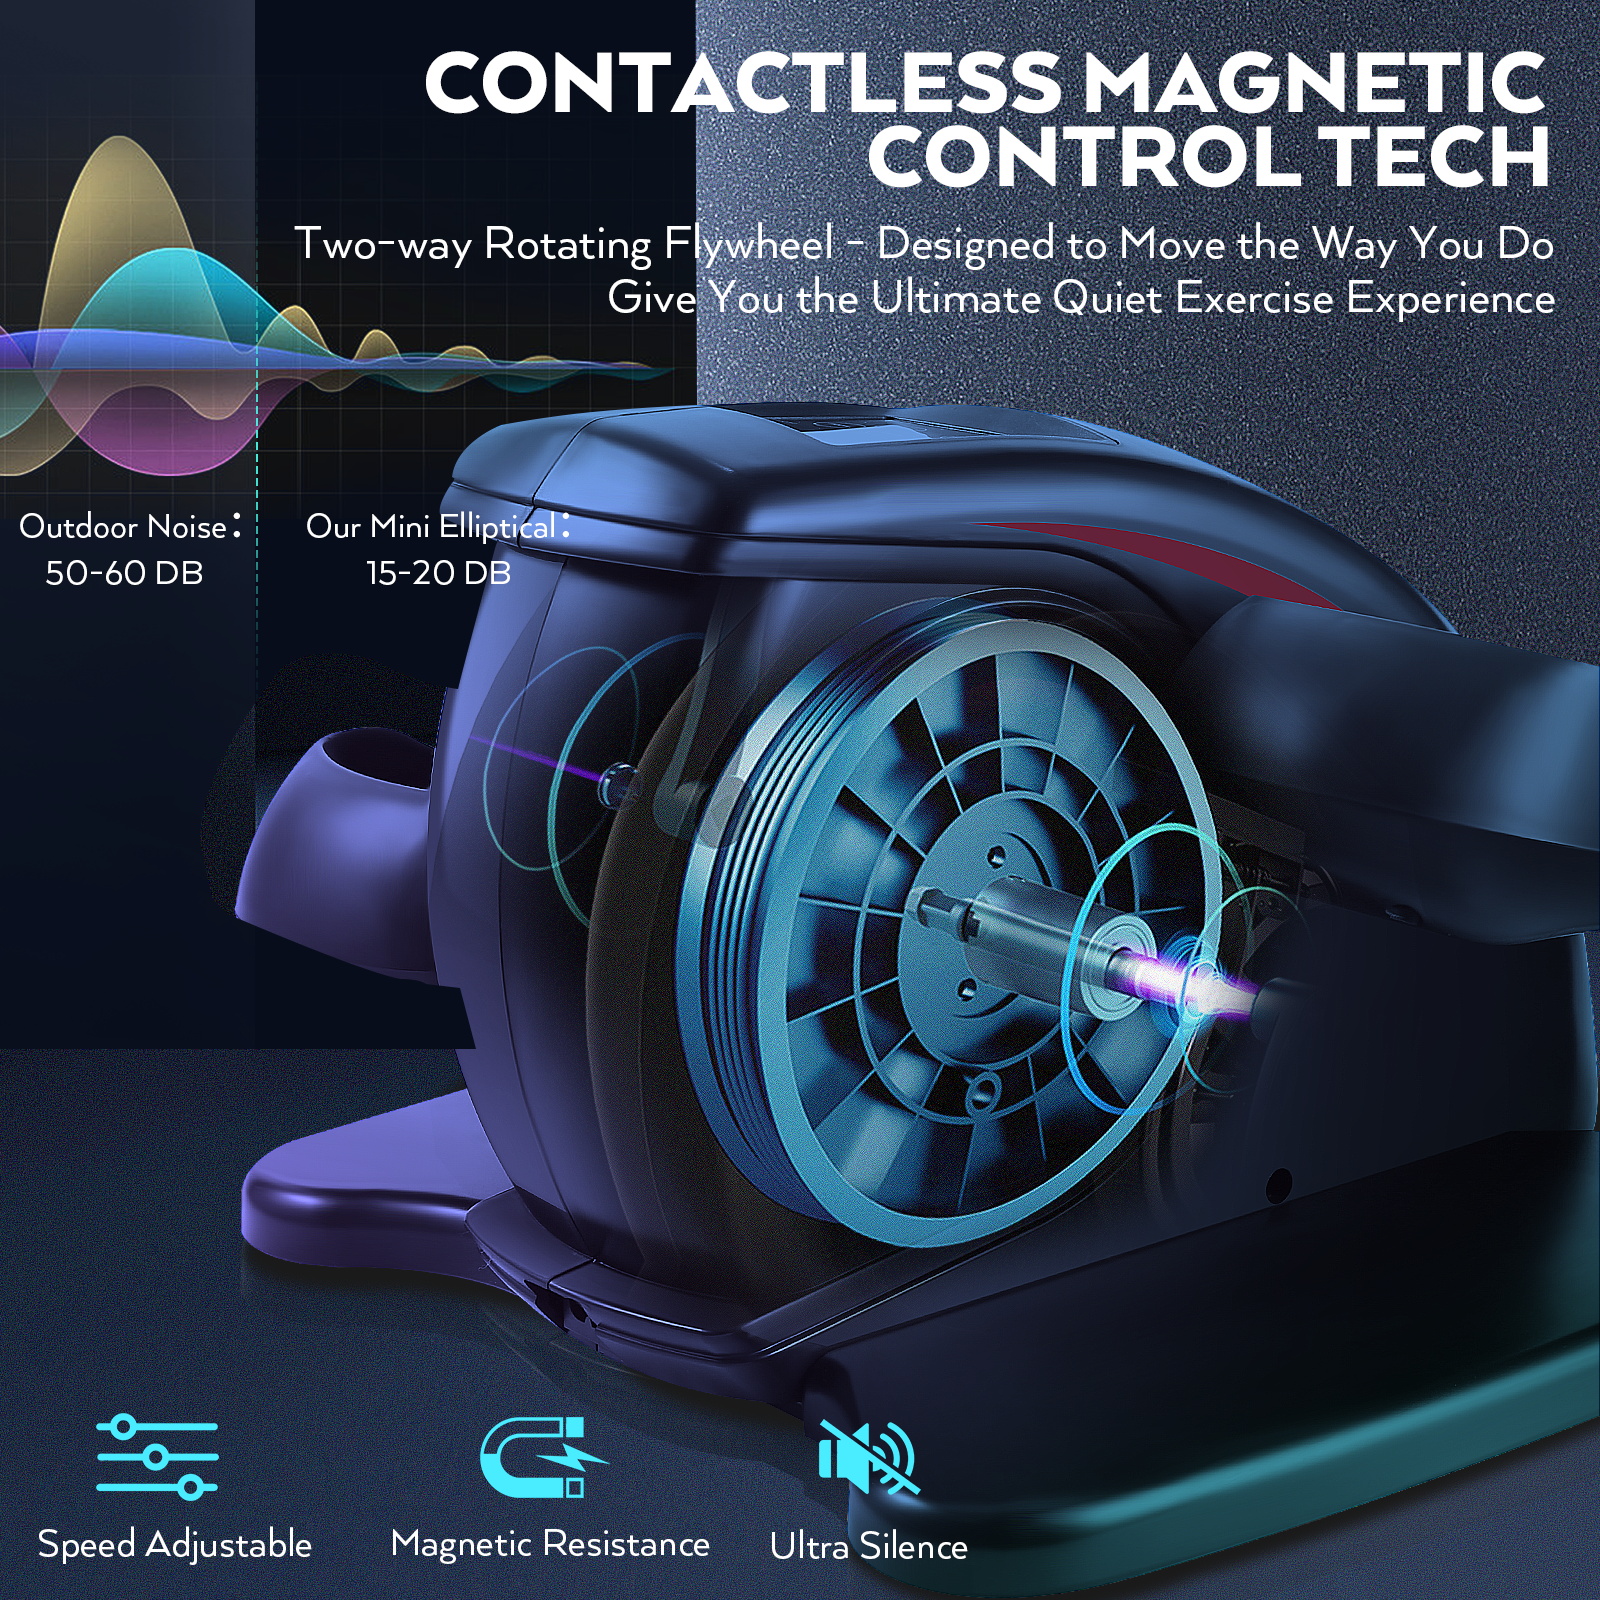 CONTACTLESS MAGNETIC
CONTROL TECH
Two-way Rotating Flywheel - Designed to Move the Way You Do
Give You the Ultimate Quiet Exercise Experience
Outdoor Noise:
50-60 DB
Our Mini Elliptical:
15-20 DB
Speed Adjustable
Magnetic Resistance
Ultra Silence